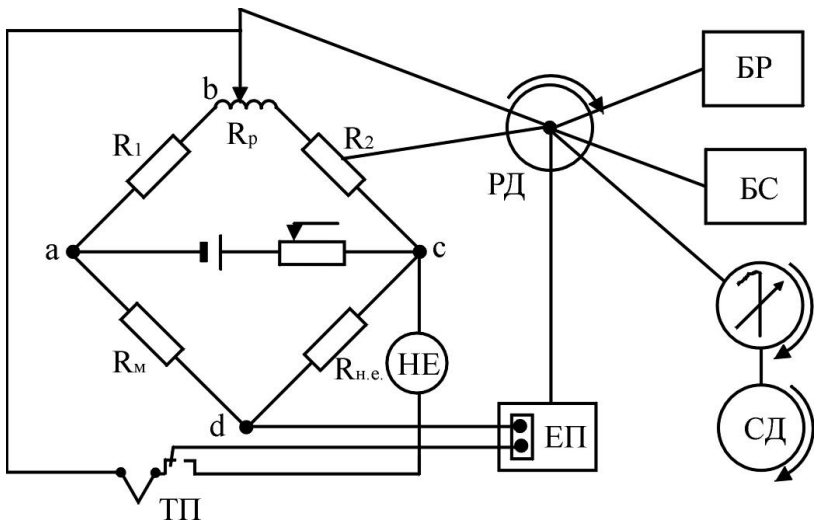 БР
b
R₁
Rр
R₂
РД
БС
a
c
Rм
Rн.е.
НЕ
d
ЕП
СД
ТП